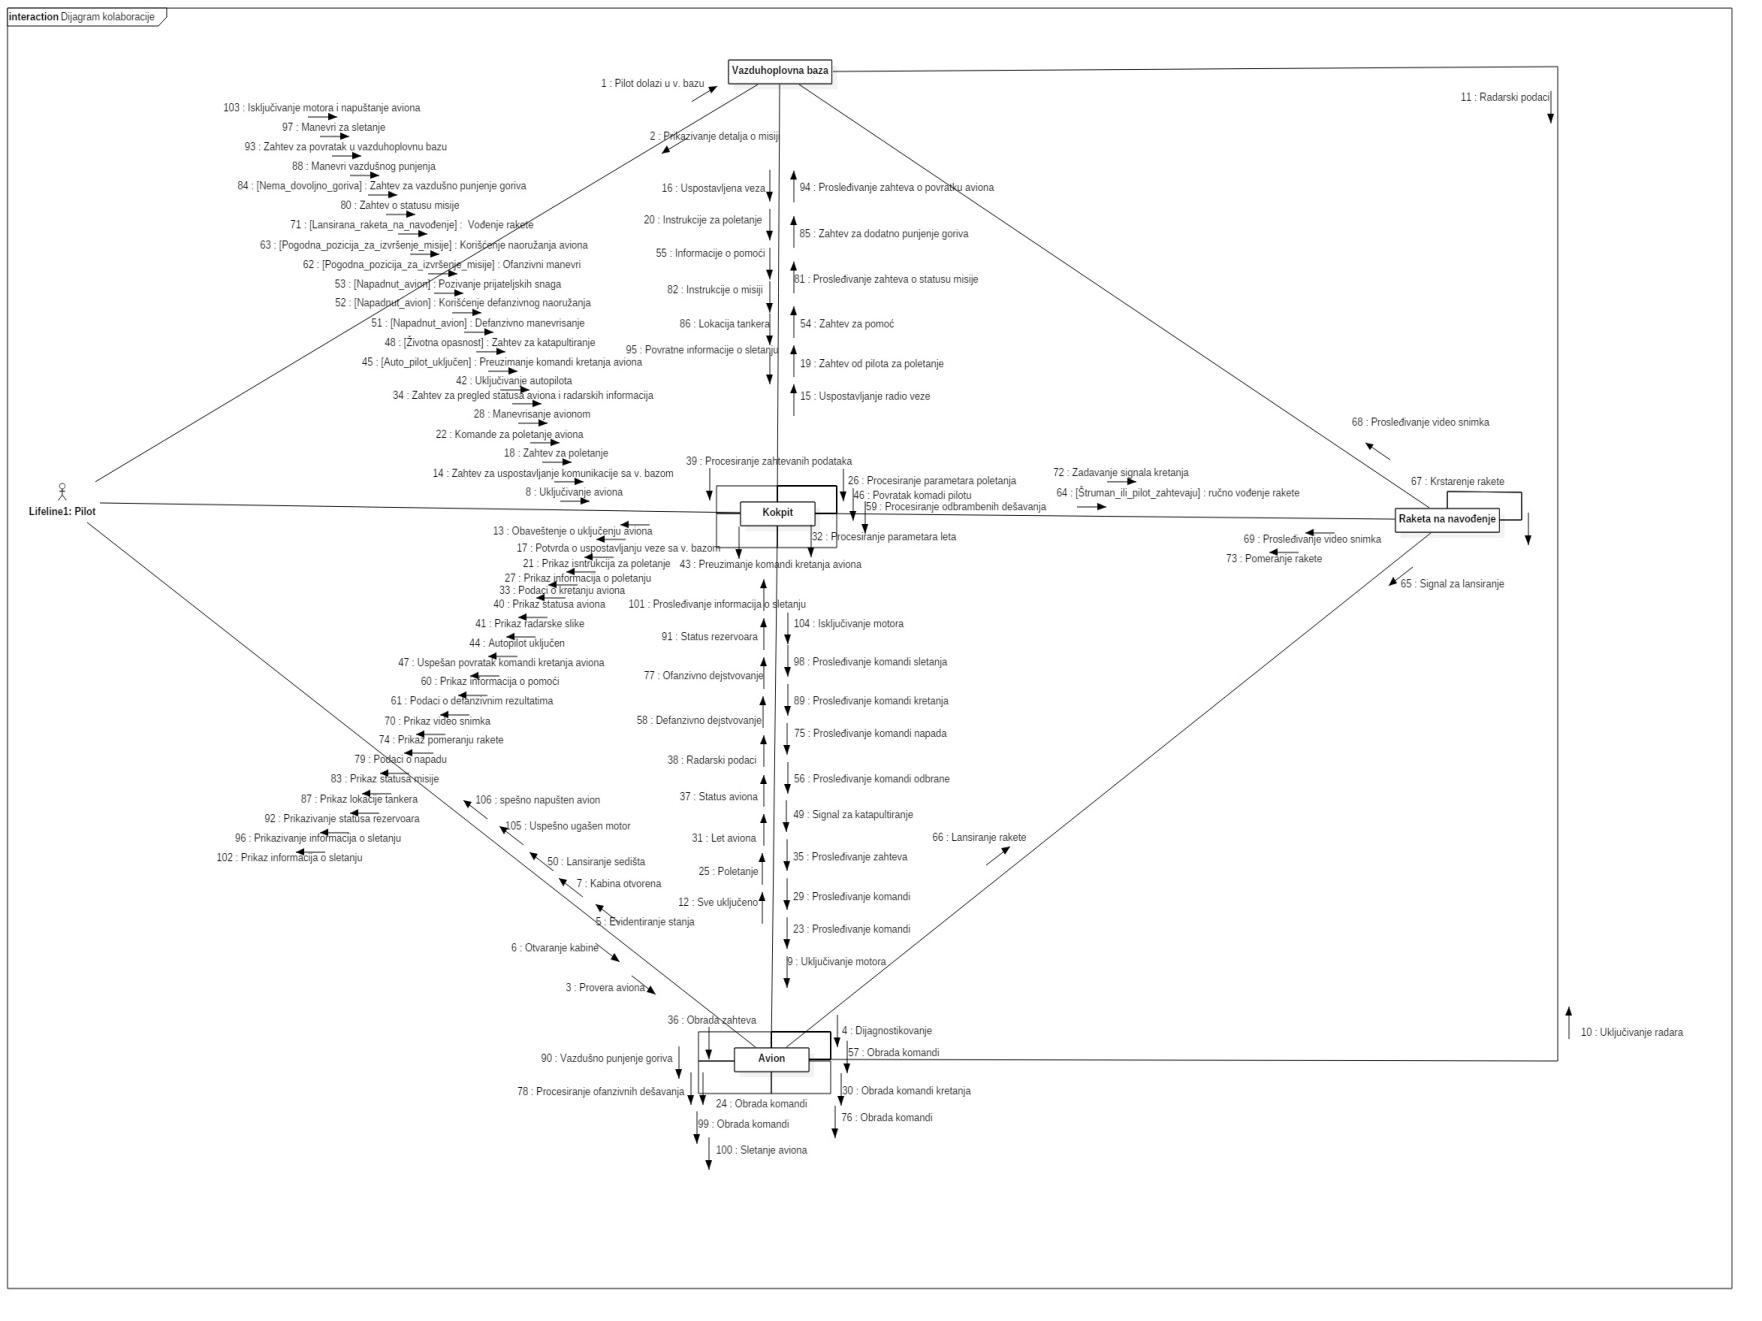 interaction Dijagram kolaboracije
Vazduhoplovna baza
1 : Pilot dolazi u v. bazu
11 : Radarski podaci
103 : Isključivanje motora i napuštanje aviona
97 : Manevri za sletanje
2 : Prikazivanje detalja o misiji
93 : Zahtev za povratak u vazduhoplovnu bazu
88 : Manevri vazdušnog punjenja
84 : [Nema_dovoljno_goriva] : Zahtev za vazdušno punjenje goriva
80 : Zahtev o statusu misije
71 : [Lansirana_raketa_na_navođenje] :  Vođenje rakete
63 : [Pogodna_pozicija_za_izvršenje_misije] : Korišćenje naoružanja aviona
62 : [Pogodna_pozicija_za_izvršenje_misije] : Ofanzivni manevri
53 : [Napadnut_avion] : Pozivanje prijateljskih snaga
52 : [Napadnut_avion] : Korišćenje defanzivnog naoružanja
51 : [Napadnut_avion] : Defanzivno manevrisanje
48 : [Životna opasnost] : Zahtev za katapultiranje
45 : [Auto_pilot_uključen] : Preuzimanje komandi kretanja aviona
42 : Uključivanje autopilota
34 : Zahtev za pregled statusa aviona i radarskih informacija
28 : Manevrisanje avionom
22 : Komande za poletanje aviona
18 : Zahtev za poletanje
14 : Zahtev za uspostavljanje komunikacije sa v. bazom
8 : Uključivanje aviona
16 : Uspostavljena veza
20 : Instrukcije za poletanje
55 : Informacije o pomoći
82 : Instrukcije o misiji
86 : Lokacija tankera
95 : Povratne informacije o sletanju
94 : Prosleđivanje zahteva o povratku aviona
85 : Zahtev za dodatno punjenje goriva
81 : Prosleđivanje zahteva o statusu misije
54 : Zahtev za pomoć
19 : Zahtev od pilota za poletanje
15 : Uspostavljanje radio veze
68 : Prosleđivanje video snimka
39 : Procesiranje zahtevanih podataka
26 : Procesiranje parametara poletanja
46 : Povratak komadi pilotu
59 : Procesiranje odbrambenih dešavanja
72 : Zadavanje signala kretanja
64 : [Štruman_ili_pilot_zahtevaju] : ručno vođenje rakete
67 : Krstarenje rakete
Lifeline1: Pilot
Kokpit
Raketa na navođenje
32 : Procesiranje parametara leta
43 : Preuzimanje komandi kretanja aviona
69 : Prosleđivanje video snimka
73 : Pomeranje rakete
65 : Signal za lansiranje
13 : Obaveštenje o uključenju aviona
17 : Potvrda o uspostavljanju veze sa v. bazom
21 : Prikaz isntrukcija za poletanje
27 : Prikaz informacija o poletanju
33 : Podaci o kretanju aviona
40 : Prikaz statusa aviona
41 : Prikaz radarske slike
44 : Autopilot uključen
47 : Uspešan povratak komandi kretanja aviona
60 : Prikaz informacija o pomoći
61 : Podaci o defanzivnim rezultatima
70 : Prikaz video snimka
74 : Prikaz pomeranju rakete
79 : Podaci o napadu
83 : Prikaz statusa misije
87 : Prikaz lokacije tankera
92 : Prikazivanje statusa rezervoara
96 : Prikazivanje informacija o sletanju
102 : Prikaz informacija o sletanju
101 : Prosleđivanje informacija o sletanju
91 : Status rezervoara
77 : Ofanzivno dejstvovanje
58 : Defanzivno dejstvovanje
38 : Radarski podaci
37 : Status aviona
31 : Let aviona
25 : Poletanje
12 : Sve uključeno
104 : Isključivanje motora
98 : Prosleđivanje komandi sletanja
89 : Prosleđivanje komandi kretanja
75 : Prosleđivanje komandi napada
56 : Prosleđivanje komandi odbrane
49 : Signal za katapultiranje
35 : Prosleđivanje zahteva
29 : Prosleđivanje komandi
23 : Prosleđivanje komandi
9 : Uključivanje motora
66 : Lansiranje rakete
106 : spešno napušten avion
105 : Uspešno ugašen motor
50 : Lansiranje sedišta
7 : Kabina otvorena
5 : Evidentiranje stanja
6 : Otvaranje kabine
3 : Provera aviona
36 : Obrada zahteva
4 : Dijagnostikovanje
10 : Uključivanje radara
90 : Vazdušno punjenje goriva
Avion
57 : Obrada komandi
78 : Procesiranje ofanzivnih dešavanja
30 : Obrada komandi kretanja
24 : Obrada komandi
76 : Obrada komandi
99 : Obrada komandi
100 : Sletanje aviona